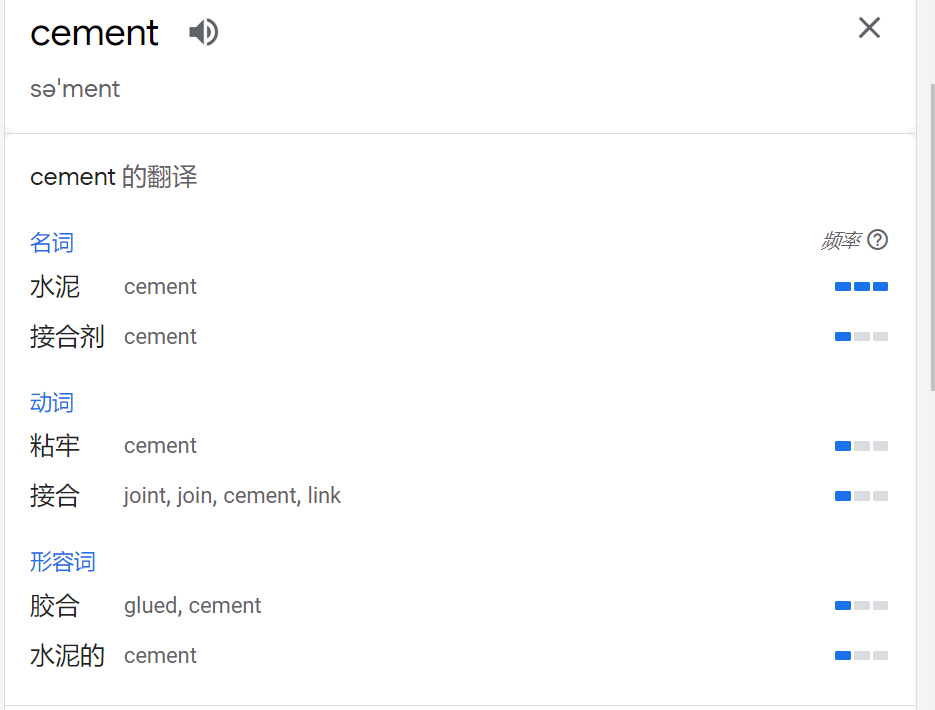 cement
sə'ment
cement 的翻译
名词 频率
水泥 cement
接合剂 cement
动词
粘牢 cement
接合 joint, join, cement, link
形容词
胶合 glued, cement
水泥的 cement